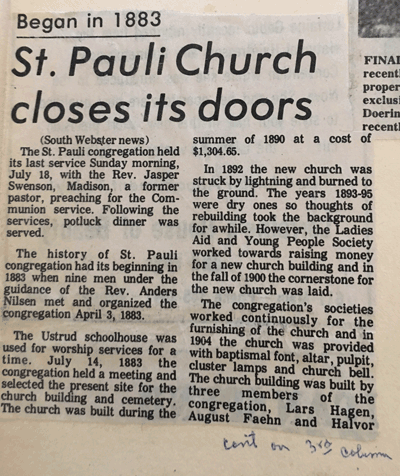 Began in 1883
St. Pauli Church
closes its doors
(South Webster news)
The St. Pauli congregation held
its last service Sunday morning,
July 18, with the Rev. Jasper
Swenson, Madison, a former
pastor, preaching for the Com-
munion service. Following the
services, potluck dinner was
served.
The history of St. Pauli
congregation had its beginning in
1883 when nine men under the
guidance of the Rev. Anders
Nilsen met and organized the
congregation April 3, 1883.
The Ustrud schoolhouse was
used for worship services for a
time. July 14, 1883 the
congregation held a meeting and
selected the present site for the
church building and cemetery.
The church was built during the
summer of 1890 at a cost of
$1,304.65.
In 1892 the new church was
struck by lightning and burned to
the ground. The years 1893-95
were dry ones so thoughts of
rebuilding took the background
for awhile. However, the Ladies
Aid and Young People Society
worked towards raising money
for a new church building and in
the fall of 1900 the cornerstone for
the new church was laid.
The congregation's societies
worked continuously for the
furnishing of the church and in
1904 the church was provided
with baptismal font, altar, pulpit,
cluster lamps and church bell.
The church building was built by
three members of the
congregation, Lars Hagen,
August Faehn and Halvor
con't on 3rd column
FINAL
recentl
proper
exclusi
Doerin
recentl